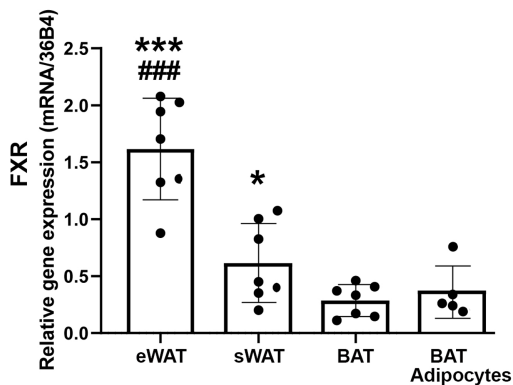 FXR
Relative gene expression (mRNA/36B4)
2.5
2.0
1.5
1.0
0.5
0.0
***
###
*
eWAT
sWAT
BAT
BAT
Adipocytes